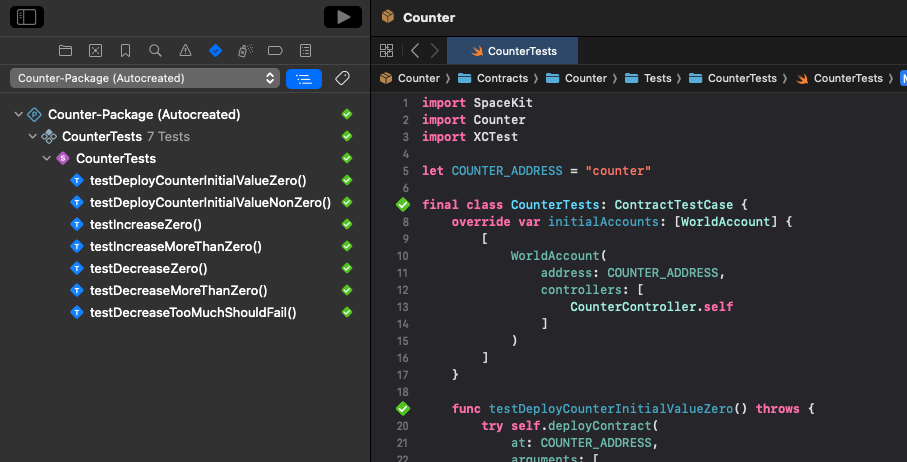 Counter
CounterTests
Counter-Package (Autocreated)
Counter
Contracts
Counter
Tests
CounterTests
CounterTests
Counter-Package (Autocreated)
CounterTests 7 Tests
CounterTests
testDeployCounterInitialValueZero()
testDeployCounterInitialValueNonZero()
testIncreaseZero()
testIncreaseMoreThanZero()
testDecreaseZero()
testDecreaseMoreThanZero()
testDecreaseTooMuchShouldFail()
1 import SpaceKit
2 import Counter
3 import XCTest
4
5 let COUNTER_ADDRESS = "counter"
6
final class CounterTests: ContractTestCase {
8 override var initialAccounts: [WorldAccount] {
9 [
10 WorldAccount(
11 address: COUNTER_ADDRESS,
12 controllers: [
13 CounterController.self
14 ]
15 )
16 ]
17 }
18
func testDeployCounterInitialValueZero() throws {
20 try self.deployContract(
21 at: COUNTER_ADDRESS,
22 arguments: [